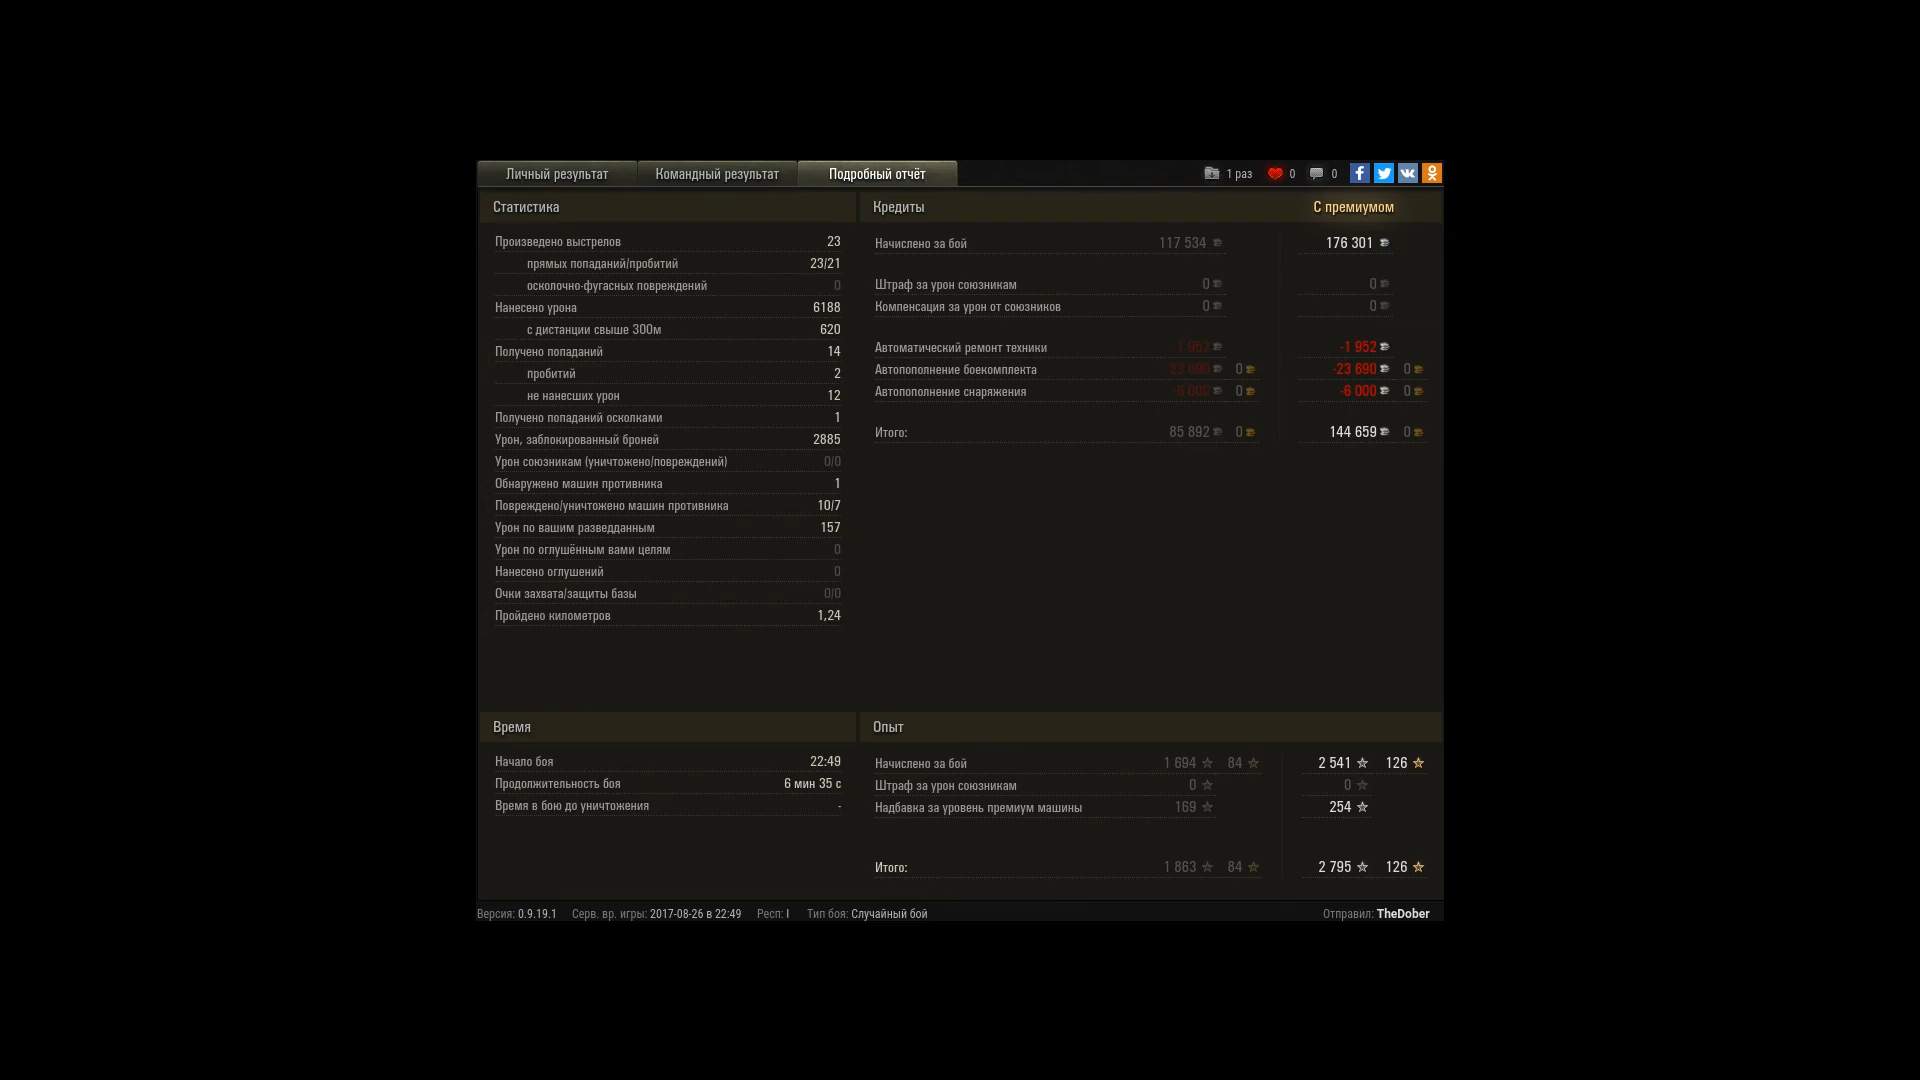 Личный результат Командный результат Подробный отчёт 1 раз 0 0
Статистика
Произведено выстрелов 23
прямых попаданий/пробитий 23/21
осколочно-фугасных повреждений 0
Нанесено урона 6188
с дистанции свыше 300м 620
Получено попаданий 14
пробитий 2
не нанесших урон 12
Получено попаданий осколками 1
Урон, заблокированный броней 2885
Урон союзникам (уничтожено/повреждений) 0/0
Обнаружено машин противника 1
Повреждено/уничтожено машин противника 10/7
Урон по вашим разведданным 157
Урон по оглушённым вами целям 0
Нанесено оглушений 0
Очки захвата/защиты базы 0/0
Пройдено километров 1,24
Кредиты С премиумом
Начислено за бой 117 534 176 301
Штраф за урон союзникам 0 0
Компенсация за урон от союзников 0 0
Автоматический ремонт техники -1 952 -1 952
Автопополнение боекомплекта -23 690 0 -23 690 0
Автопополнение снаряжения -6 000 0 -6 000 0
Итого: 85 892 0 144 659 0
Время
Начало боя 22:49
Продолжительность боя 6 мин 35 с
Время в бою до уничтожения -
Опыт
Начислено за бой 1 694 84 2 541 126
Штраф за урон союзникам 0 0
Надбавка за уровень премиум машины 169 254
Итого: 1 863 84 2 795 126
Версия: 0.9.19.1 Серв. вр. игры: 2017-08-26 в 22:49 Респ: I Тип боя: Случайный бой Отправил: TheDober